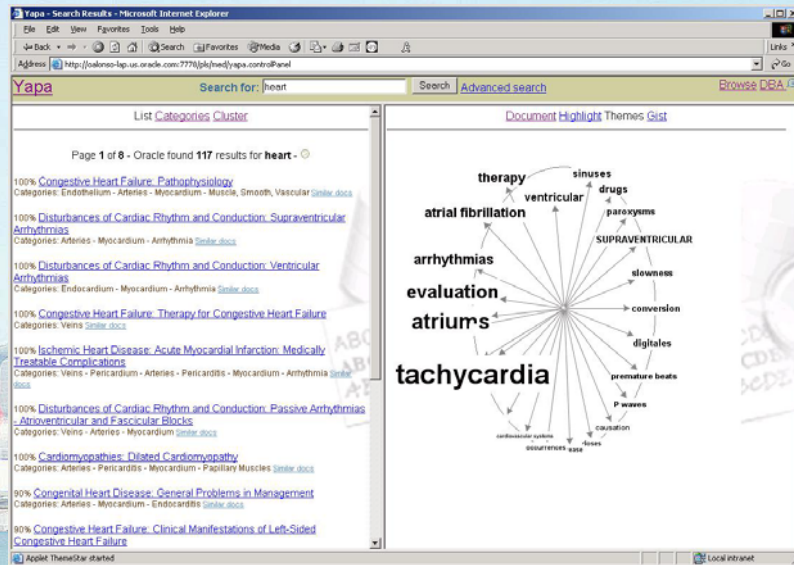 Yapa - Search Results - Microsoft Internet Explorer
File Edit View Favorites Tools Help
Back Search Favorites Media
Links
Address http://oalonso-lap.us.oracle.com:7778/pls/med/yapa.controlPanel Go
Yapa Search for: heart Search Advanced search Browse DBA
List Categories Cluster
Page 1 of 8 - Oracle found 117 results for heart -
100% Congestive Heart Failure: Pathophysiology
Categories: Endothelium - Arteries - Myocardium - Muscle, Smooth, Vascular Similar docs
100% Disturbances of Cardiac Rhythm and Conduction: Supraventricular
Arrhythmias
Categories: Arteries - Myocardium - Arrhythmia Similar docs
100% Disturbances of Cardiac Rhythm and Conduction: Ventricular
Arrhythmias
Categories: Endocardium - Myocardium - Arrhythmia Similar docs
100% Congestive Heart Failure: Therapy for Congestive Heart Failure
Categories: Veins Similar docs
100% Ischemic Heart Disease: Acute Myocardial Infarction: Medically
Treatable Complications
Categories: Veins - Pericardium - Arteries - Pericarditis - Myocardium - Arrhythmia Similar
docs
100% Disturbances of Cardiac Rhythm and Conduction: Passive Arrhythmias
- Atrioventricular and Fascicular Blocks
Categories: Veins - Arteries - Myocardium Similar docs
100% Cardiomyopathies: Dilated Cardiomyopathy
Categories: Arteries - Pericarditis - Myocardium - Papillary Muscles Similar docs
90% Congenital Heart Disease: General Problems in Management
Categories: Arteries - Myocardium - Endocarditis Similar docs
90% Congestive Heart Failure: Clinical Manifestations of Left-Sided
Congestive Heart Failure
Document Highlight Themes Gist
sinuses
therapy
drugs
ventricular
atrial fibrillation
paroxysms
SUPRAVENTRICULAR
arrhythmias
slowness
evaluation
conversion
atriums
digitales
tachycardia
premature beats
P waves
causation
cardiovascular systems
doses
occurrences
ease
Applet ThemeStar started
Local intranet